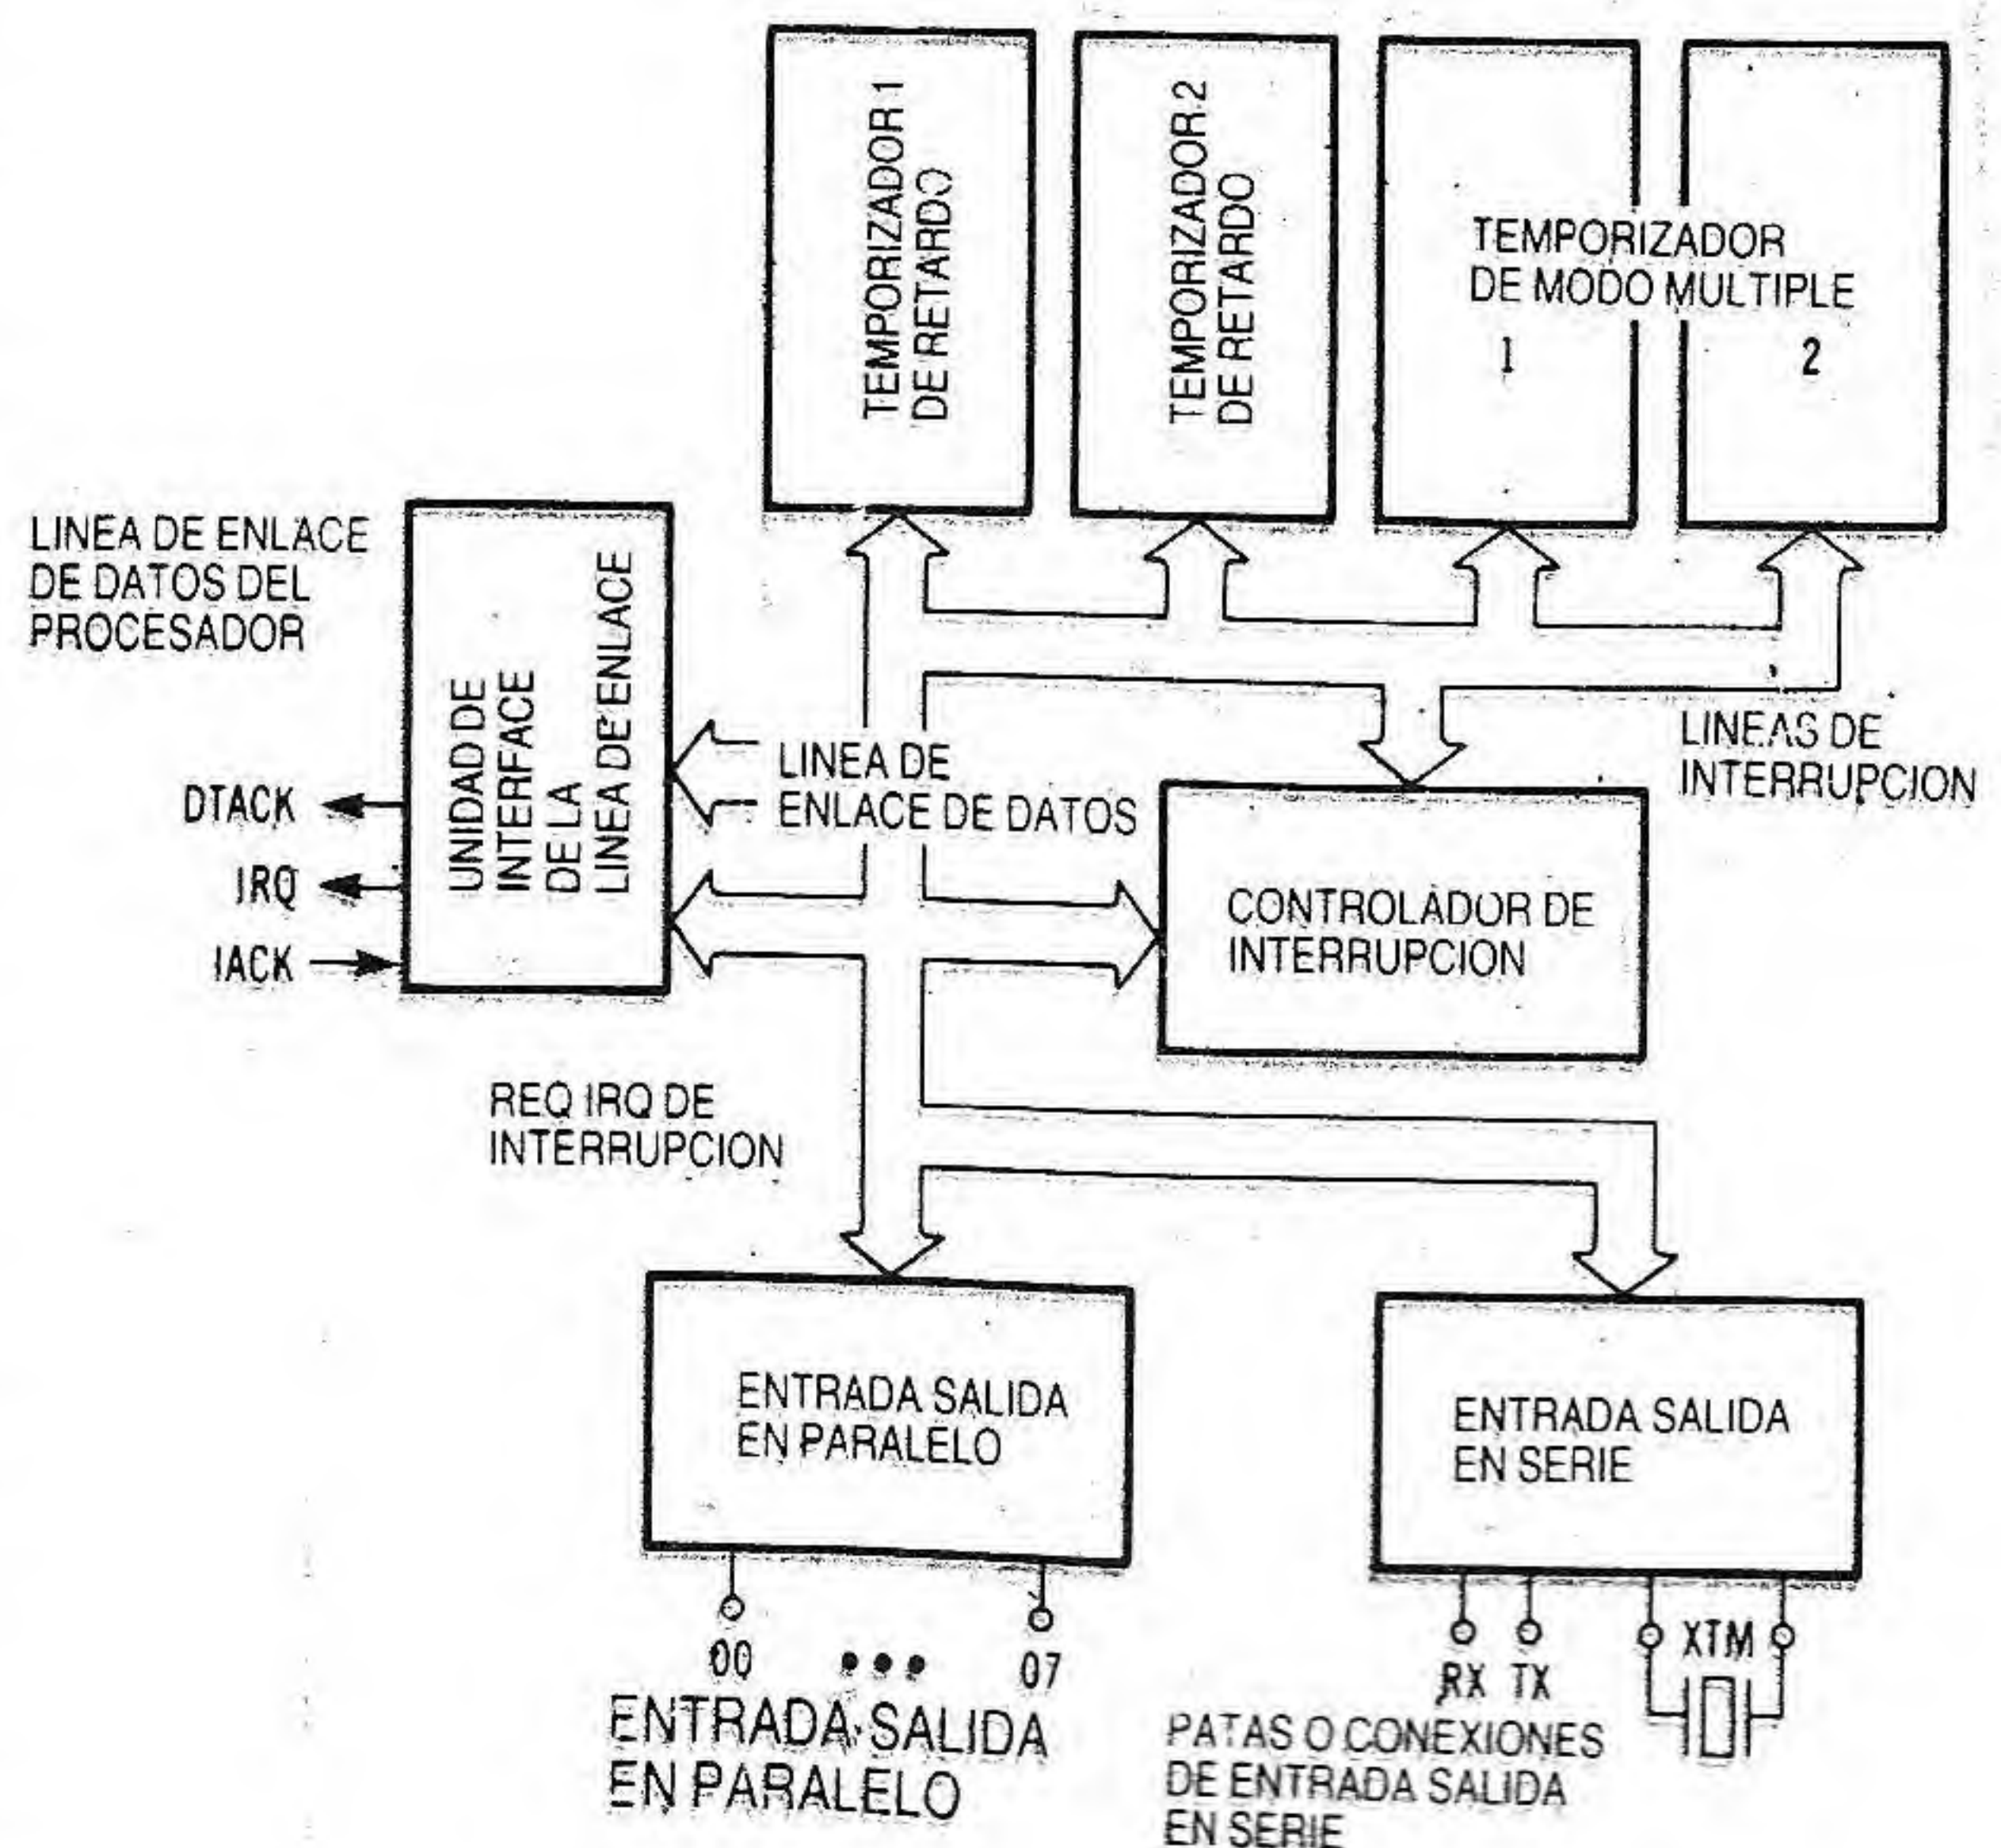 TEMPORIZADOR 1
DE RETARDO
TEMPORIZADOR 2
DE RETARDO
TEMPORIZADOR
DE MODO MULTIPLE
1
2
LINEA DE ENLACE
DE DATOS DEL
PROCESADOR
UNIDAD DE
INTERFACE
DE LA
LINEA DE ENLACE
DTACK
IRQ
IACK
LINEA DE
ENLACE DE DATOS
LINEAS DE
INTERRUPCION
CONTROLADOR DE
INTERRUPCION
REQ IRQ DE
INTERRUPCION
ENTRADA SALIDA
EN PARALELO
ENTRADA SALIDA
EN SERIE
00 ••• 07
ENTRADA SALIDA
EN PARALELO
RX TX
XTM
PATAS O CONEXIONES
DE ENTRADA SALIDA
EN SERIE